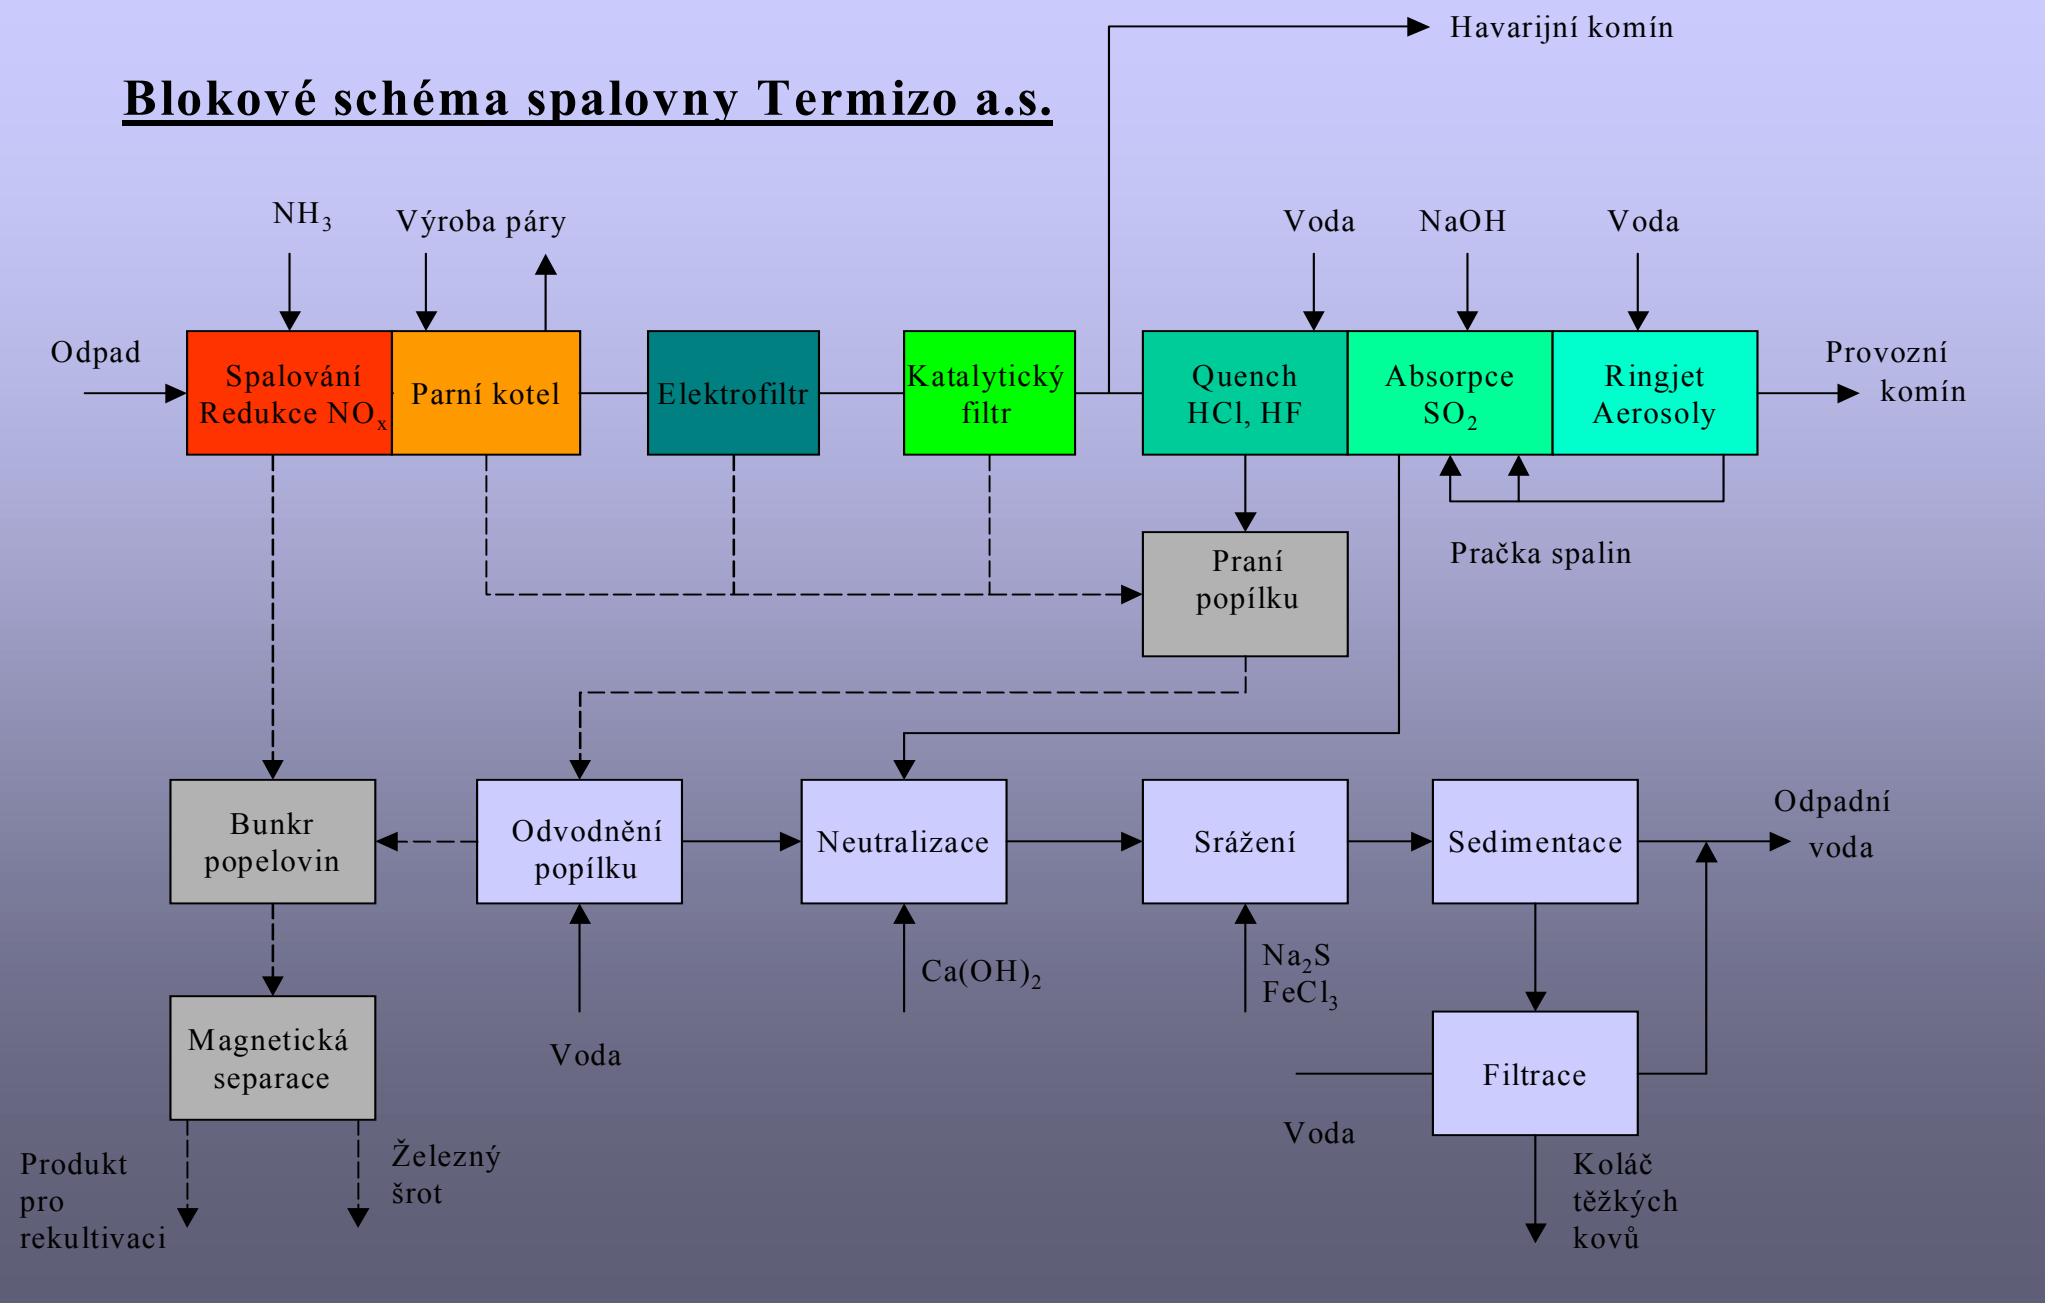 Havarijní komín
Blokové schéma spalovny Termizo a.s.
NH₃
Výroba páry
Voda
NaOH
Voda
Odpad
Spalování
Redukce NOₓ
Parní kotel
Elektrofiltr
Katalytický
filtr
Quench
HCl, HF
Absorpce
SO₂
Ringjet
Aerosoly
Provozní
komín
Pračka spalin
Praní
popílku
Bunkr
popelovin
Odvodnění
popílku
Neutralizace
Srážení
Sedimentace
Odpadní
voda
Ca(OH)₂
Na₂S
FeCl₃
Voda
Magnetická
separace
Filtrace
Voda
Produkt
pro
rekultivaci
Železný
šrot
Koláč
těžkých
kovů